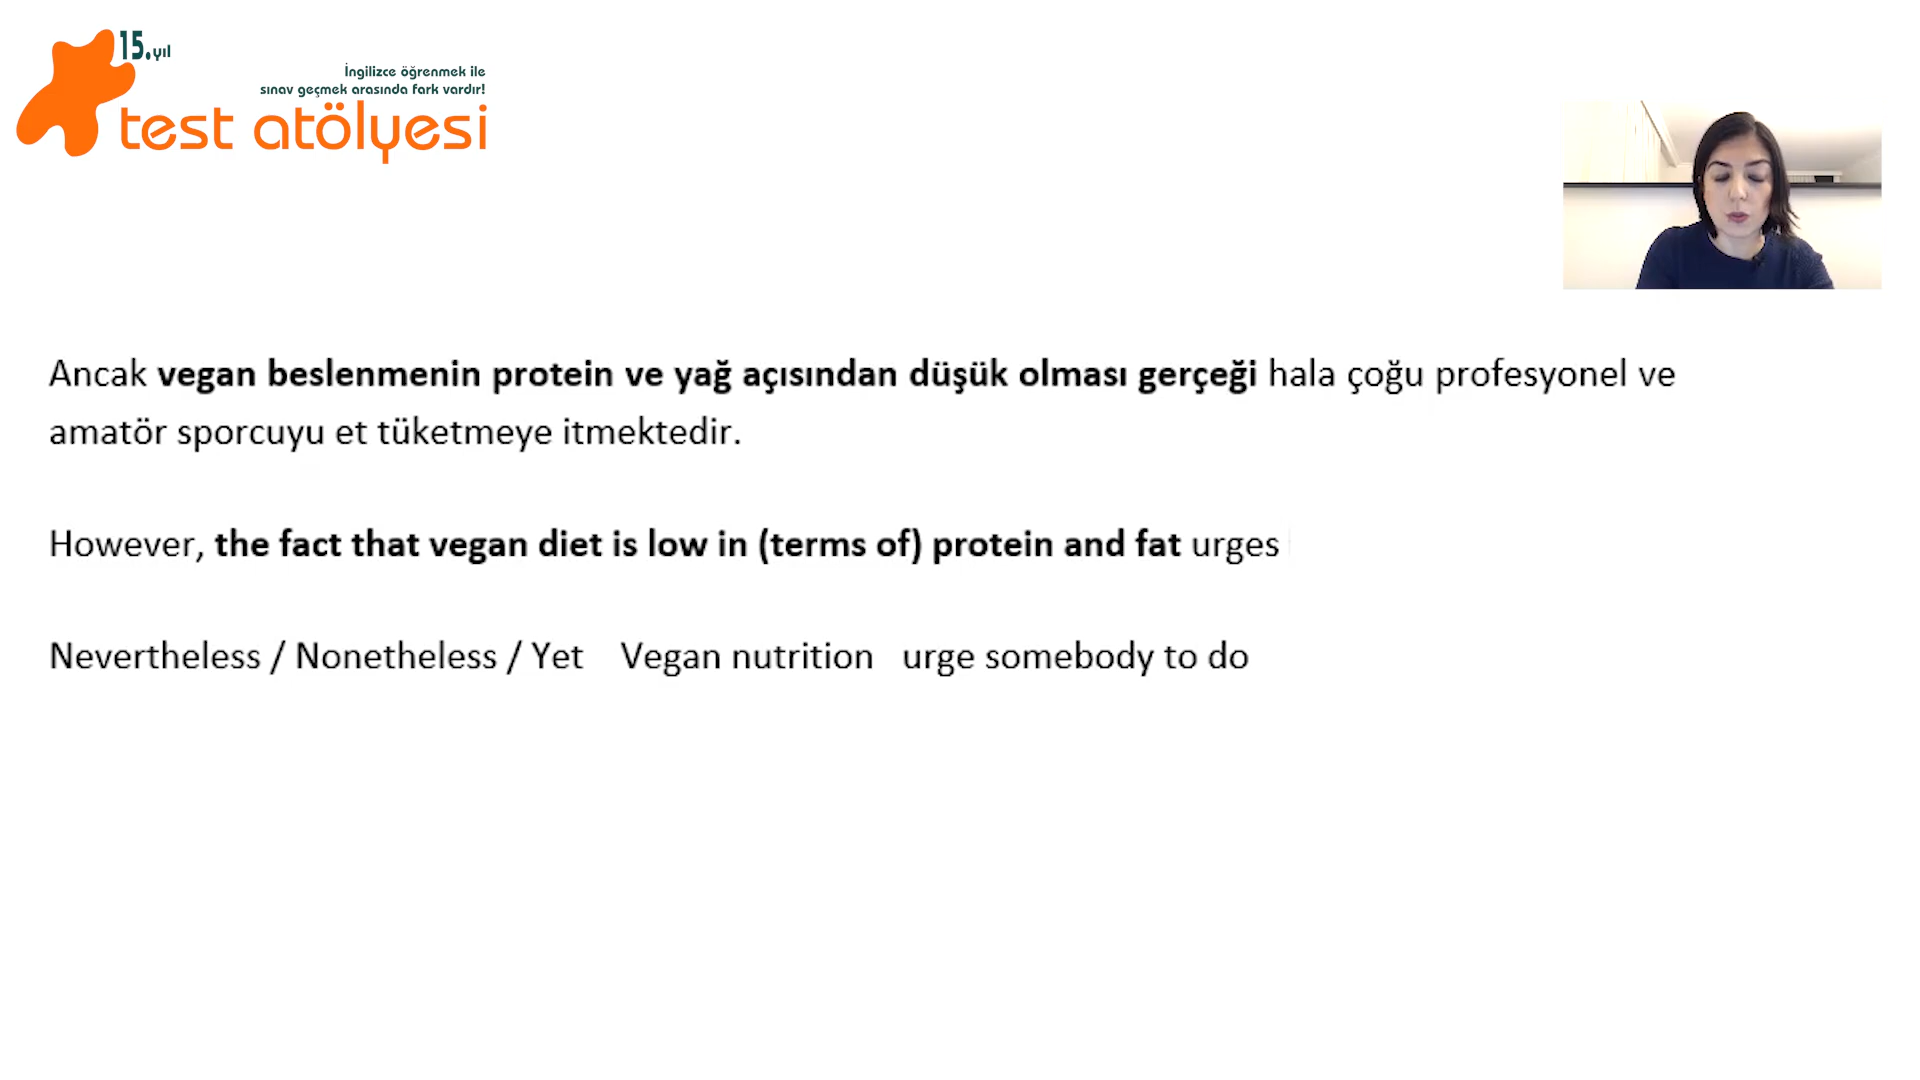 15.yıl
İngilizce öğrenmek ile
sınav geçmek arasında fark vardır!
test atölyesi
Ancak vegan beslenmenin protein ve yağ açısından düşük olması gerçeği hala çoğu profesyonel ve
amatör sporcuyu et tüketmeye itmektedir.
However, the fact that vegan diet is low in (terms of) protein and fat urges
Nevertheless / Nonetheless / Yet Vegan nutrition urge somebody to do